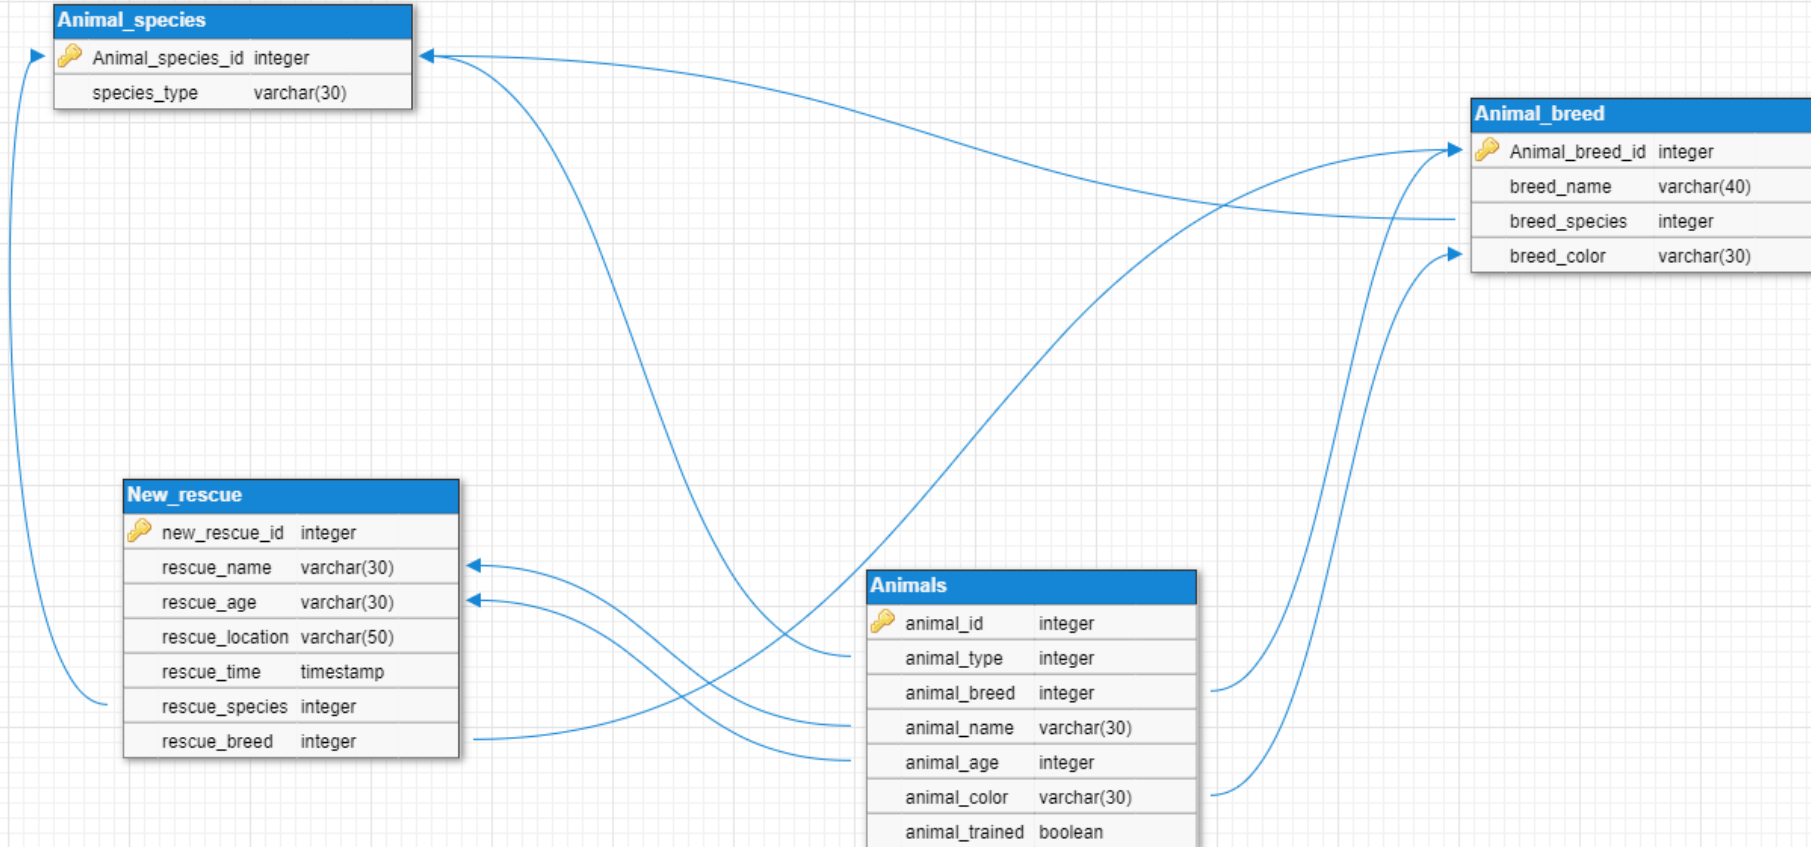 Animal_species
Animal_species_id integer
species_type varchar(30)
Animal_breed
Animal_breed_id integer
breed_name varchar(40)
breed_species integer
breed_color varchar(30)
New_rescue
new_rescue_id integer
rescue_name varchar(30)
rescue_age varchar(30)
rescue_location varchar(50)
rescue_time timestamp
rescue_species integer
rescue_breed integer
Animals
animal_id integer
animal_type integer
animal_breed integer
animal_name varchar(30)
animal_age integer
animal_color varchar(30)
animal_trained boolean